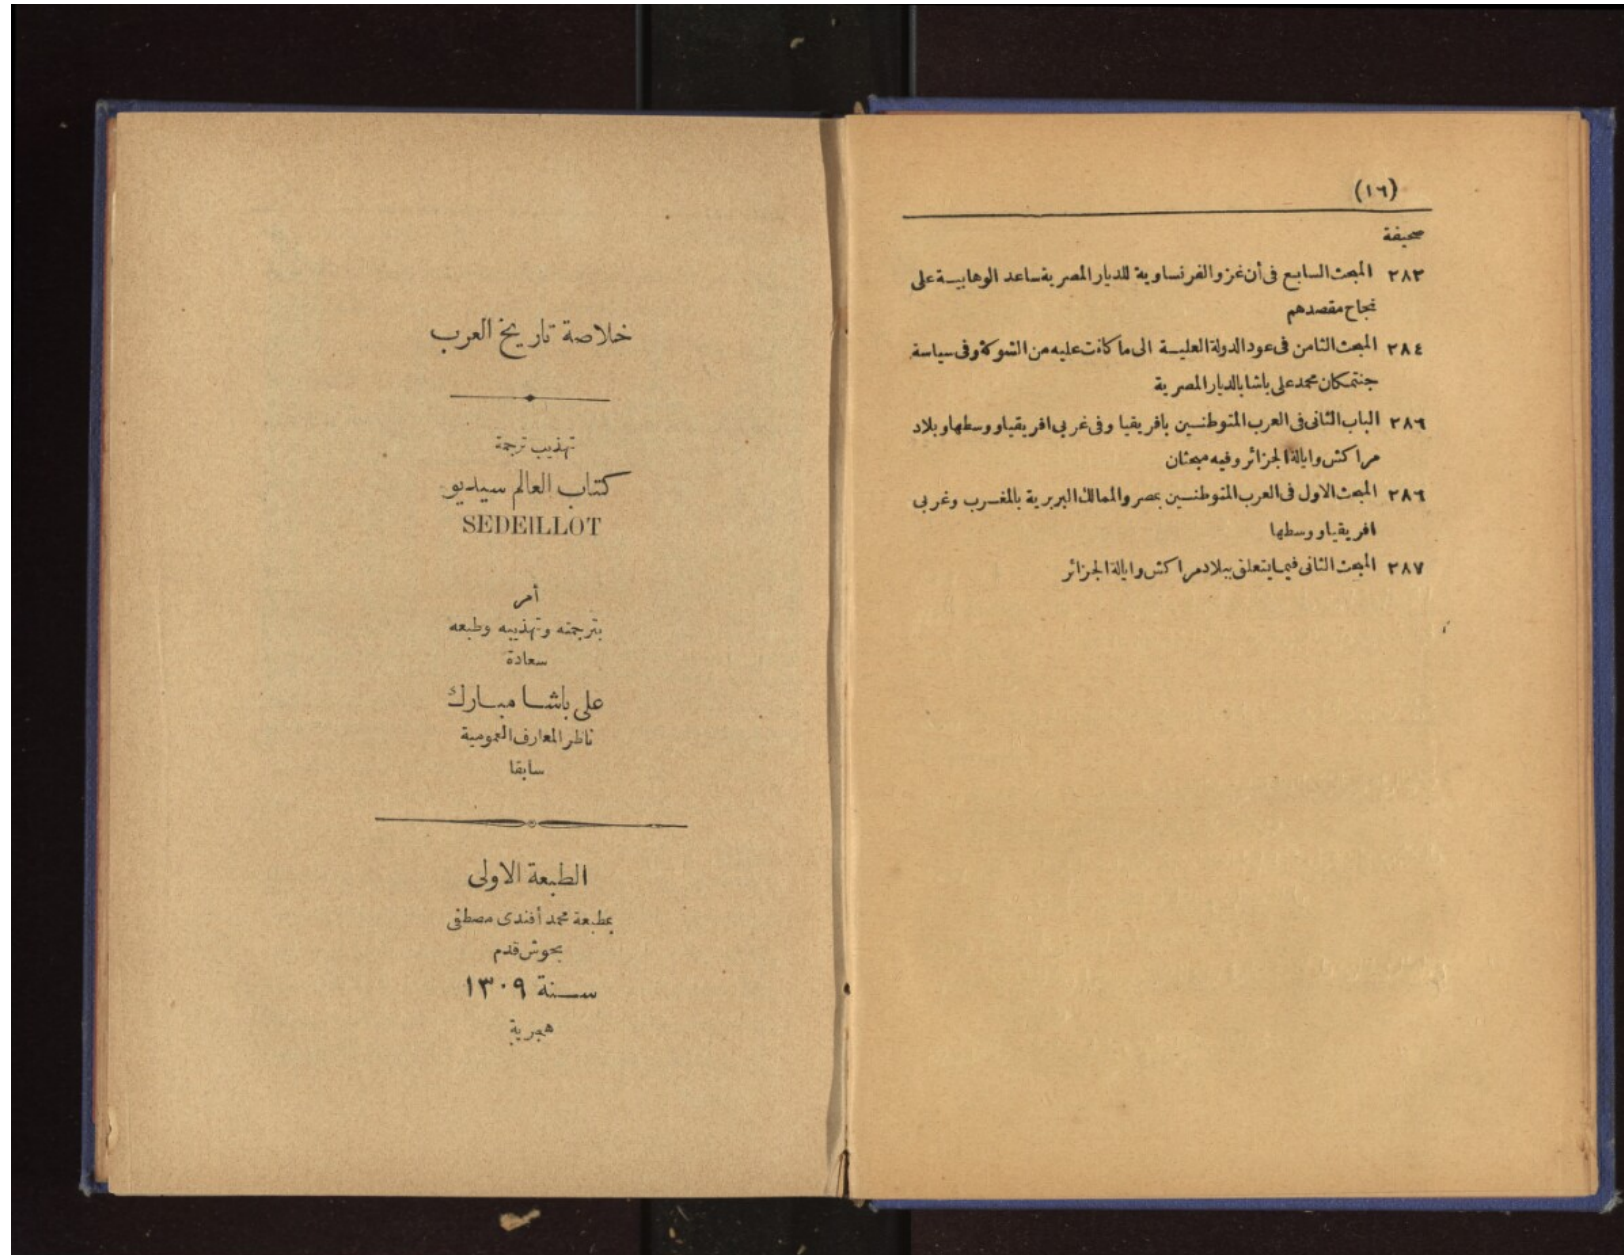 (١٦)
صحيفة
٢٨٣ المبحث السابع فى أن غزو الفرنساوية للديار المصرية ساعد الوهابية على
نجاح مقصدهم
٢٨٤ المبحث الثامن فى عود الدولة العلية الى ما كانت عليه من الشوكة وفى سياسة
جنتمكان محمد على باشا بالديار المصرية
٢٨٦ الباب الثانى فى العرب المتوطنين بافريقيا وفى غربى افريقيا ووسطها وبلاد
مراكش وايالة الجزائر وفيه مبحثان
٢٨٦ المبحث الاول فى العرب المتوطنين بمصر والممالك البربرية بالمغرب وغربى
افريقيا ووسطها
٢٨٧ المبحث الثانى فيما يتعلق ببلاد مراكش وايالة الجزائر
خلاصة تاريخ العرب
تهذيب ترجمة
كتاب العالم سيديو
SEDEILLOT
أمر
بترجمته وتهذيبه وطبعه
سعادة
على باشا مبارك
ناظر المعارف العمومية
سابقا
الطبعة الاولى
بمطبعة محمد أفندى مصطفى
بحوش قدم
سنة ١٣٠٩
هجرية